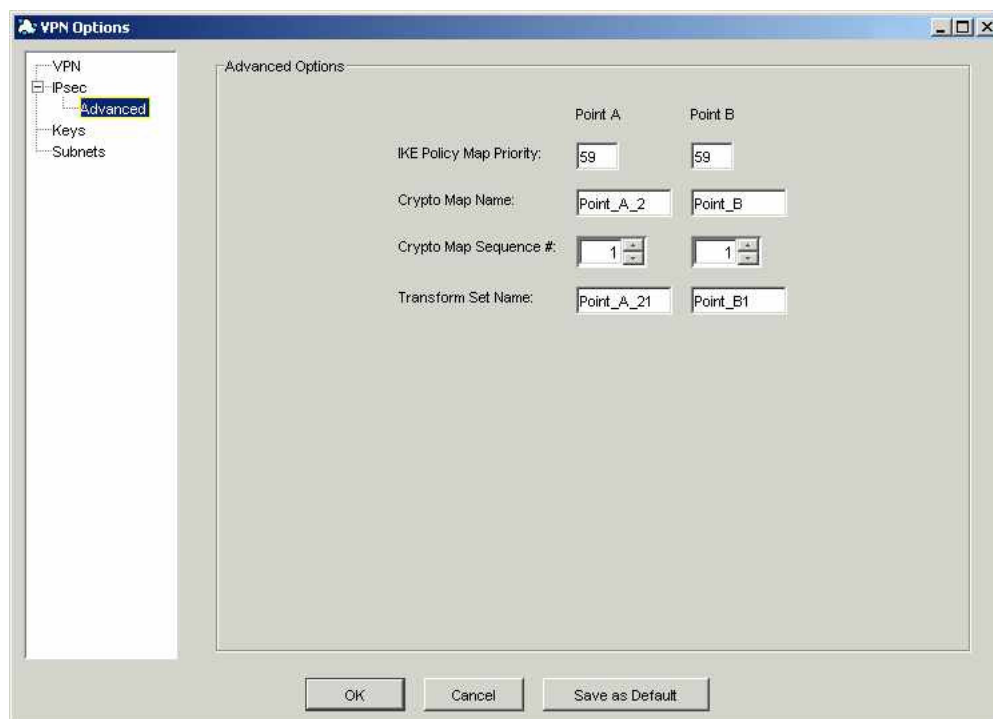 VPN Options
VPN
IPsec
Advanced
Keys
Subnets
Advanced Options
Point A Point B
IKE Policy Map Priority: 59 59
Crypto Map Name: Point_A_2 Point_B
Crypto Map Sequence #: 1 1
Transform Set Name: Point_A_21 Point_B1
OK Cancel Save as Default